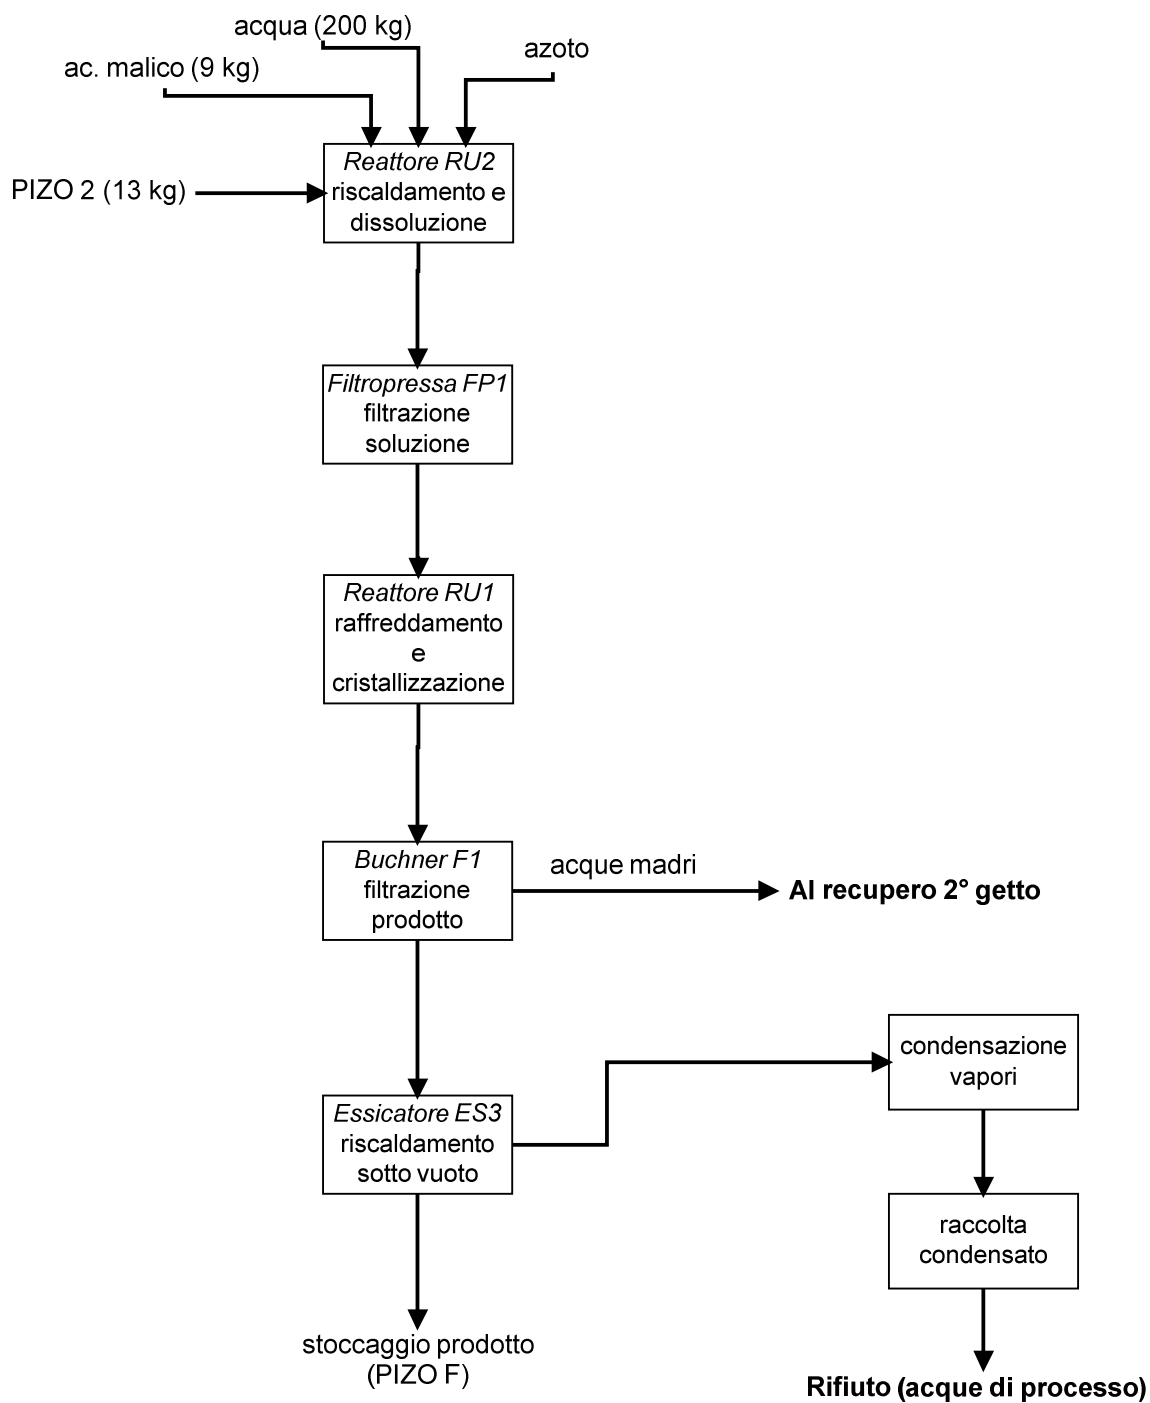 acqua (200 kg)
azoto
ac. malico (9 kg)
PIZO 2 (13 kg)
Reattore RU2
riscaldamento e
dissoluzione
Filtropressa FP1
filtrazione
soluzione
Reattore RU1
raffreddamento
e
cristallizzazione
Buchner F1
filtrazione
prodotto
acque madri
Al recupero 2° getto
Essicatore ES3
riscaldamento
sotto vuoto
condensazione
vapori
raccolta
condensato
stoccaggio prodotto
(PIZO F)
Rifiuto (acque di processo)